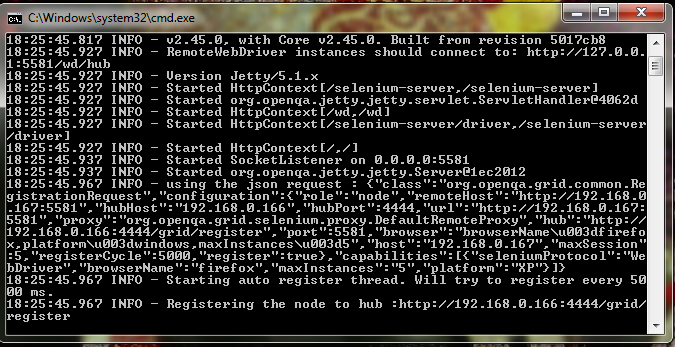 C:\Windows\system32\cmd.exe
18:25:45.817 INFO - v2.45.0, with Core v2.45.0. Built from revision 5017cb8
18:25:45.927 INFO - RemoteWebDriver instances should connect to: http://127.0.0.
1:5581/wd/hub
18:25:45.927 INFO - Version Jetty/5.1.x
18:25:45.927 INFO - Started HttpContext[/selenium-server,/selenium-server]
18:25:45.927 INFO - Started org.openqa.jetty.jetty.servlet.ServletHandler@4062d
18:25:45.927 INFO - Started HttpContext[/wd,/wd]
18:25:45.927 INFO - Started HttpContext[/selenium-server/driver,/selenium-server
/driver]
18:25:45.927 INFO - Started HttpContext[/,/]
18:25:45.937 INFO - Started SocketListener on 0.0.0.0:5581
18:25:45.937 INFO - Started org.openqa.jetty.jetty.Server@1ec2012
18:25:45.967 INFO - using the json request : {"class":"org.openqa.grid.common.Re
gistrationRequest","configuration":{"role":"node","remoteHost":"http://192.168.0
.167:5581","hubHost":"192.168.0.166","hubPort":4444,"url":"http://192.168.0.167:
5581","proxy":"org.openqa.grid.selenium.proxy.DefaultRemoteProxy","hub":"http://
192.168.0.166:4444/grid/register","port":5581,"browser":"browserName\u003dfirefo
x,platform\u003dwindows,maxInstances\u003d5","host":"192.168.0.167","maxSession"
:5,"registerCycle":5000,"register":true},"capabilities":[{"seleniumProtocol":"We
bDriver","browserName":"firefox","maxInstances":"5","platform":"XP"}]}
18:25:45.967 INFO - Starting auto register thread. Will try to register every 50
00 ms.
18:25:45.967 INFO - Registering the node to hub :http://192.168.0.166:4444/grid/
register